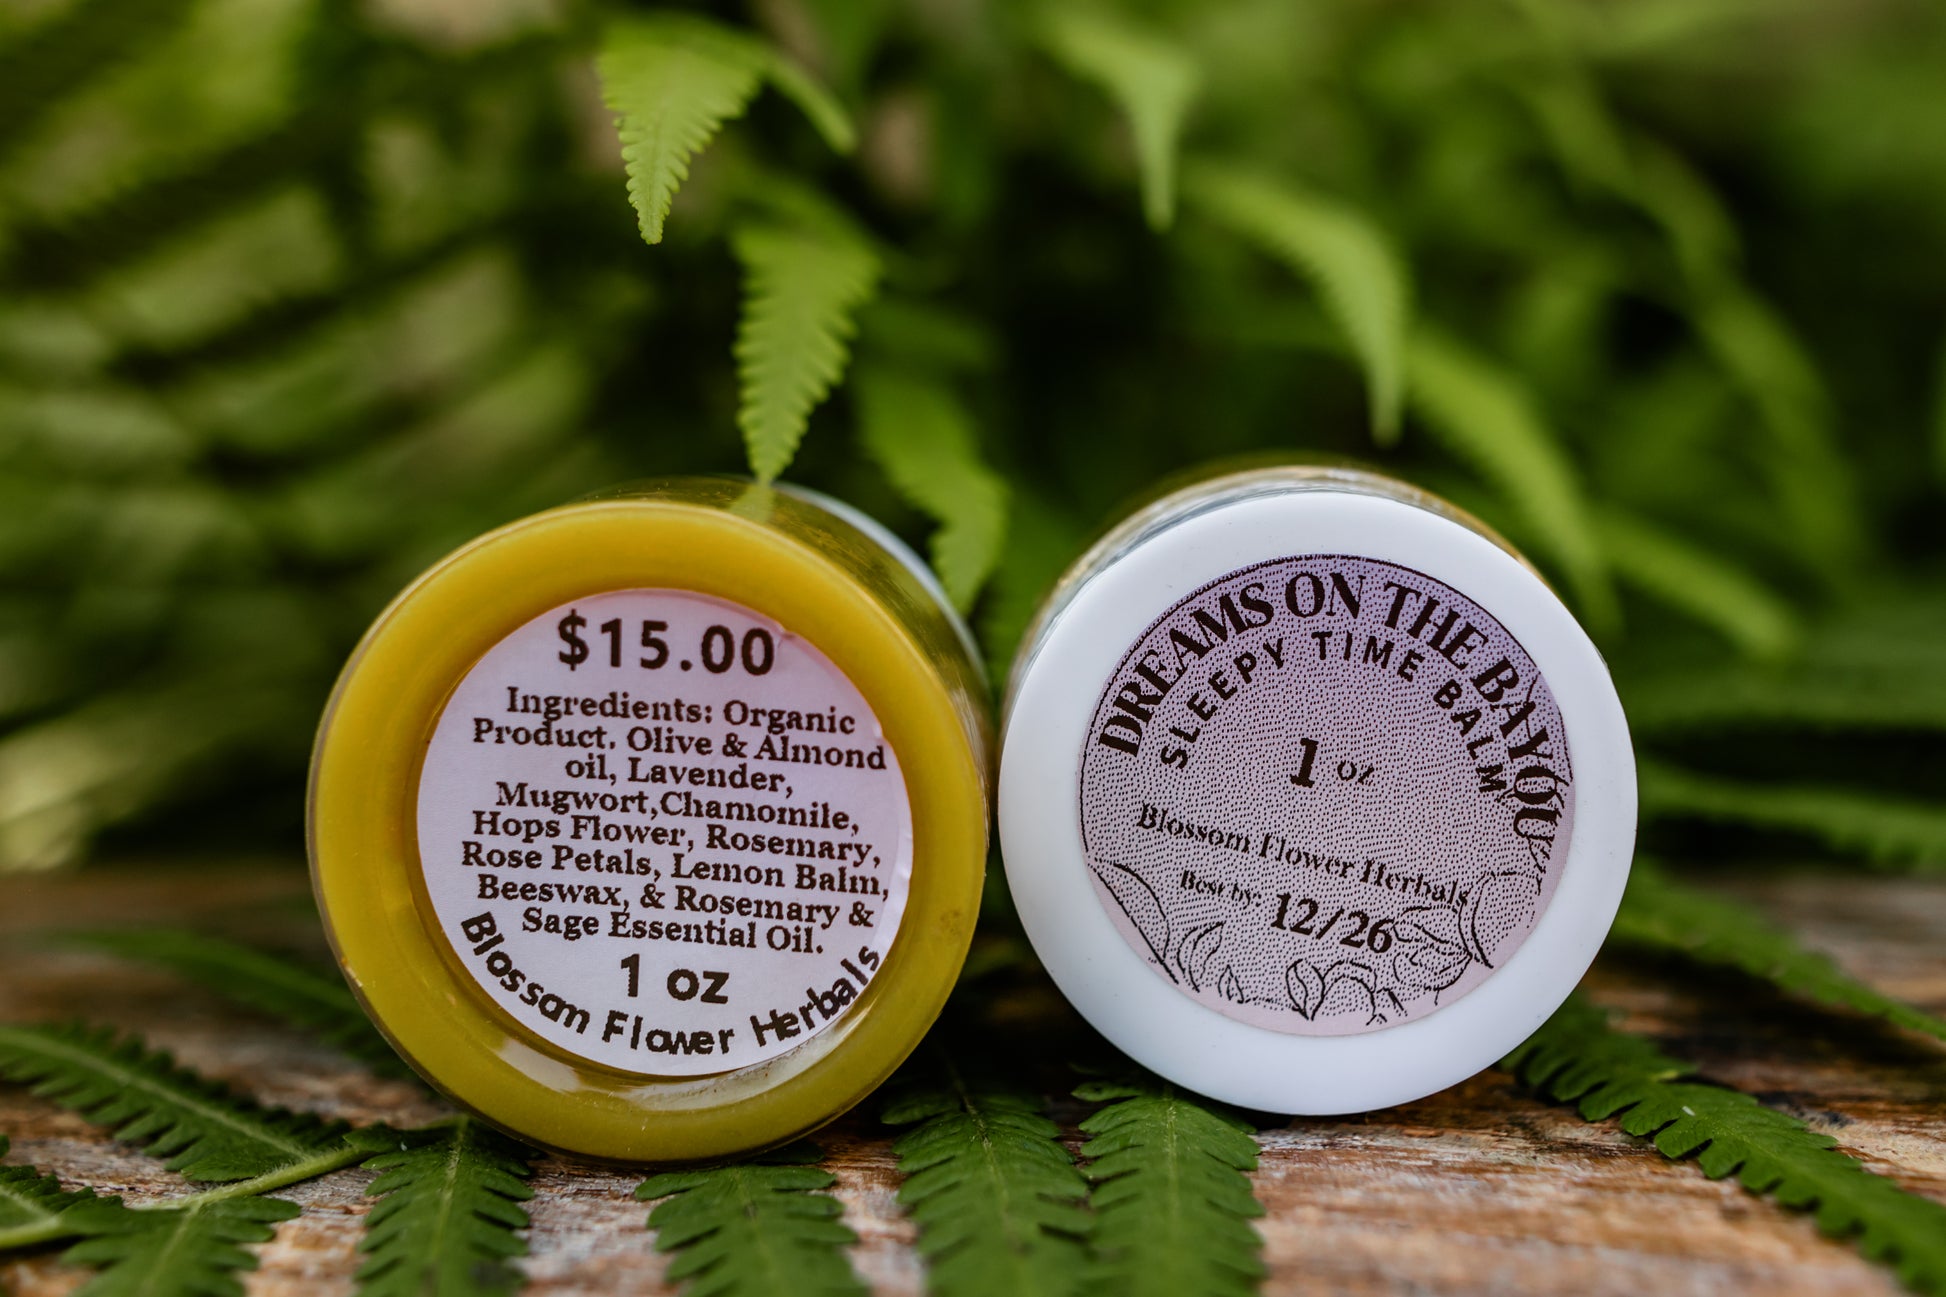 $15.00
Ingredients: Organic
Product. Olive & Almond
oil, Lavender,
Mugwort,Chamomile,
Hops Flower, Rosemary,
Rose Petals, Lemon Balm,
Beeswax, & Rosemary &
Sage Essential Oil.
1 oz
Blossom Flower Herbals
DREAMS ON THE BAYOU
SLEEPY TIME BALM
1 oz
Blossom Flower Herbals
Best by: 12/26